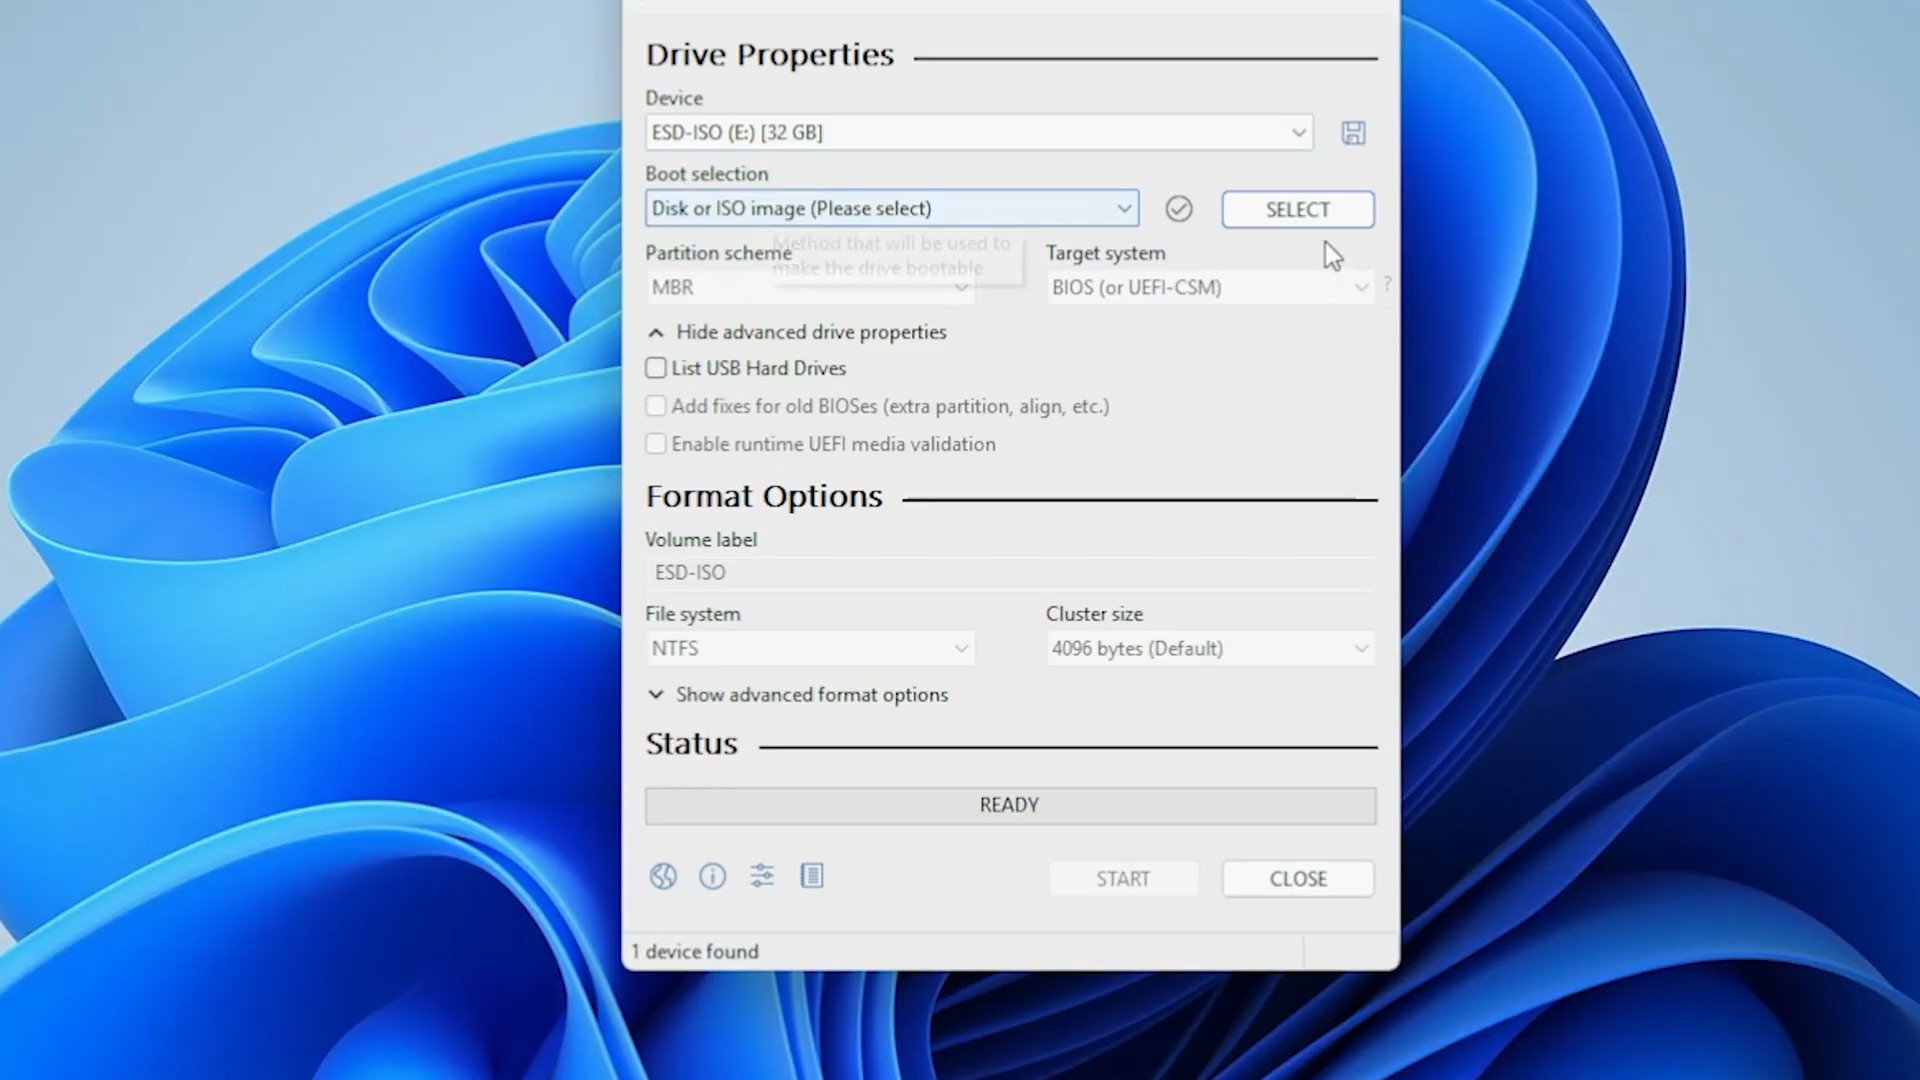 Drive Properties
Device
ESD-ISO (E:) [32 GB]
Boot selection
Disk or ISO image (Please select)
SELECT
Method that will be used to
make the drive bootable
Partition scheme
Target system
MBR
BIOS (or UEFI-CSM)
?
Hide advanced drive properties
List USB Hard Drives
Add fixes for old BIOSes (extra partition, align, etc.)
Enable runtime UEFI media validation
Format Options
Volume label
ESD-ISO
File system
Cluster size
NTFS
4096 bytes (Default)
Show advanced format options
Status
READY
START
CLOSE
1 device found